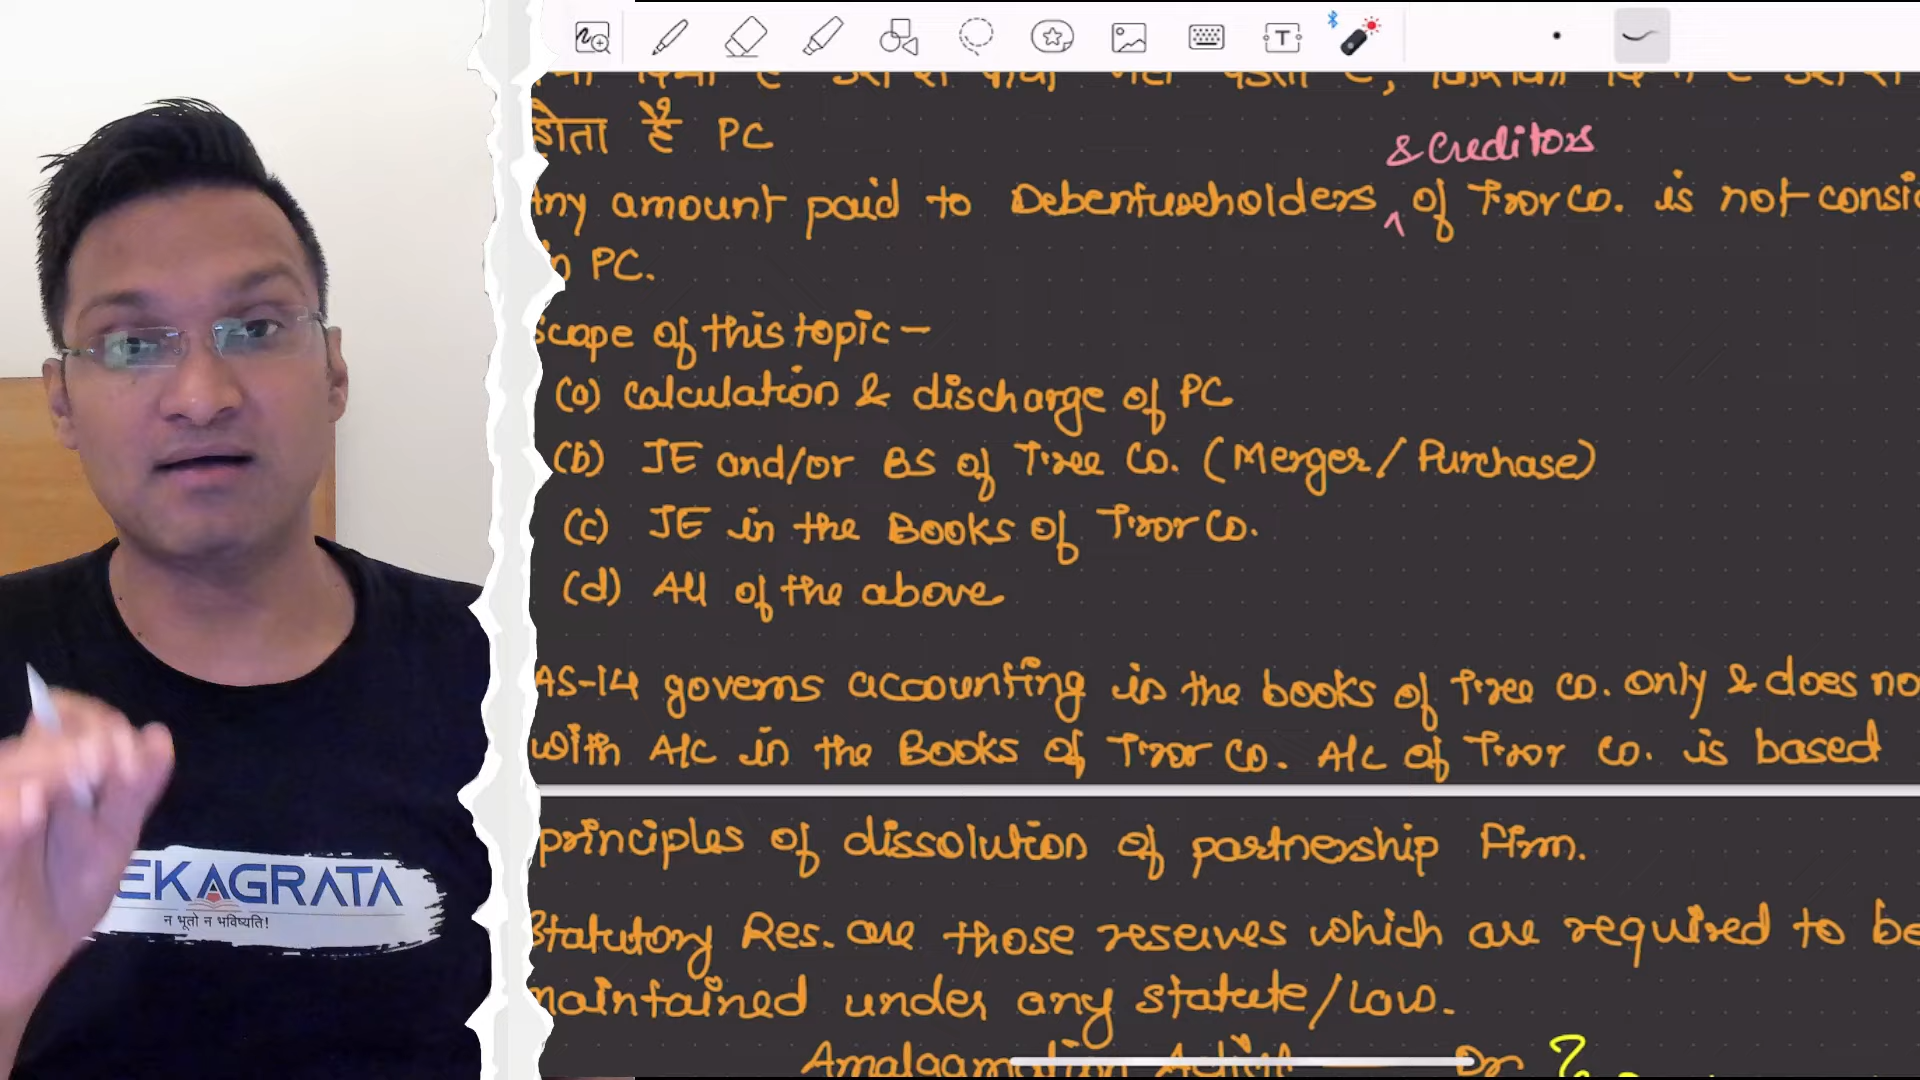 होता है PC
& Creditors
Any amount paid to Debentureholders ^ of Tror Co. is not
in PC.
Scope of this topic –
(a) Calculation & discharge of PC
(b) JE and/or BS of Tree Co. (Merger/Purchase)
(c) JE in the Books of Tror Co.
(d) All of the above
AS-14 governs accounting in the books of Tree Co. only & does
with A/c in the Books of Tror Co. A/c of Tror Co. is based
principles of dissolution of partnership firm.
Statutory Res. are those reserves which are required to be
maintained under any statute/Law.
Dr
EKAGRATA
न भूतो न भविष्यति!
T